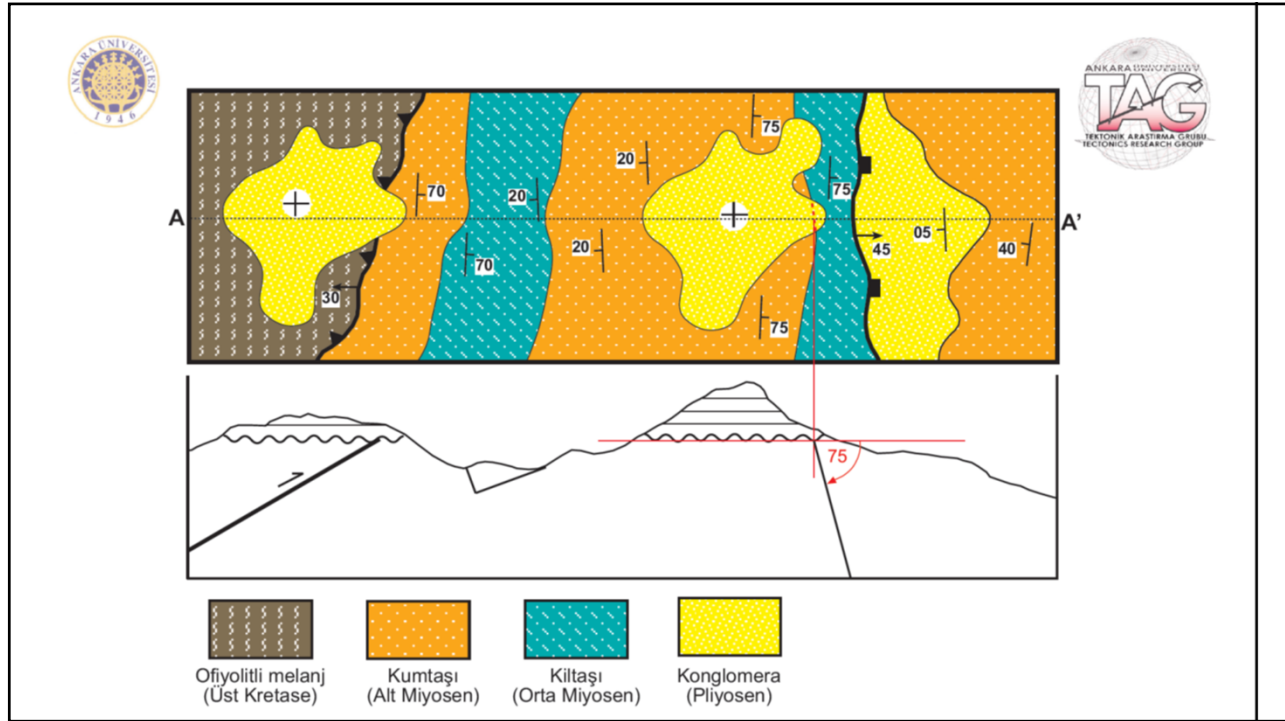 ANKARA ÜNİVERSİTESİ
1946
ANKARA UNIVERSITESI
TAG
TEKTONİK ARAŞTIRMA GRUBU
TECTONICS RESEARCH GROUP
A
A'
75
20
70
20
75
05
20
45
40
70
30
75
75
Ofiyolitli melanj
(Üst Kretase)
Kumtaşı
(Alt Miyosen)
Kiltaşı
(Orta Miyosen)
Konglomera
(Pliyosen)